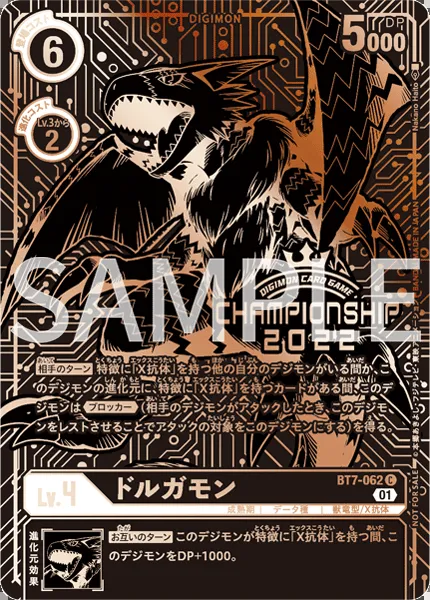 登場コスト
6
DIGIMON
DP
5000
進化コスト
Lv.3から
2
Nakano Haito
SAMPLE
DIGIMON CARD GAME
CHAMPIONSHIP
2022
相手のターン 特徴に「X抗体」を持つ他の自分のデジモンがいる間か、こ
のデジモンの進化元に、特徴に「X抗体」を持つカードがある間、このデジ
モンは ブロッカー (相手のデジモンがアタックしたとき、このデジモ
ンをレストさせることでアタックの対象をこのデジモンにする)を得る。
BT7-062 C
Lv.4
ドルガモン
01
成熟期 データ種 獣竜型/X抗体
進化元効果
お互いのターン このデジモンが特徴に「X抗体」を持つ間、こ
のデジモンをDP+1000。
NOT FOR SALE